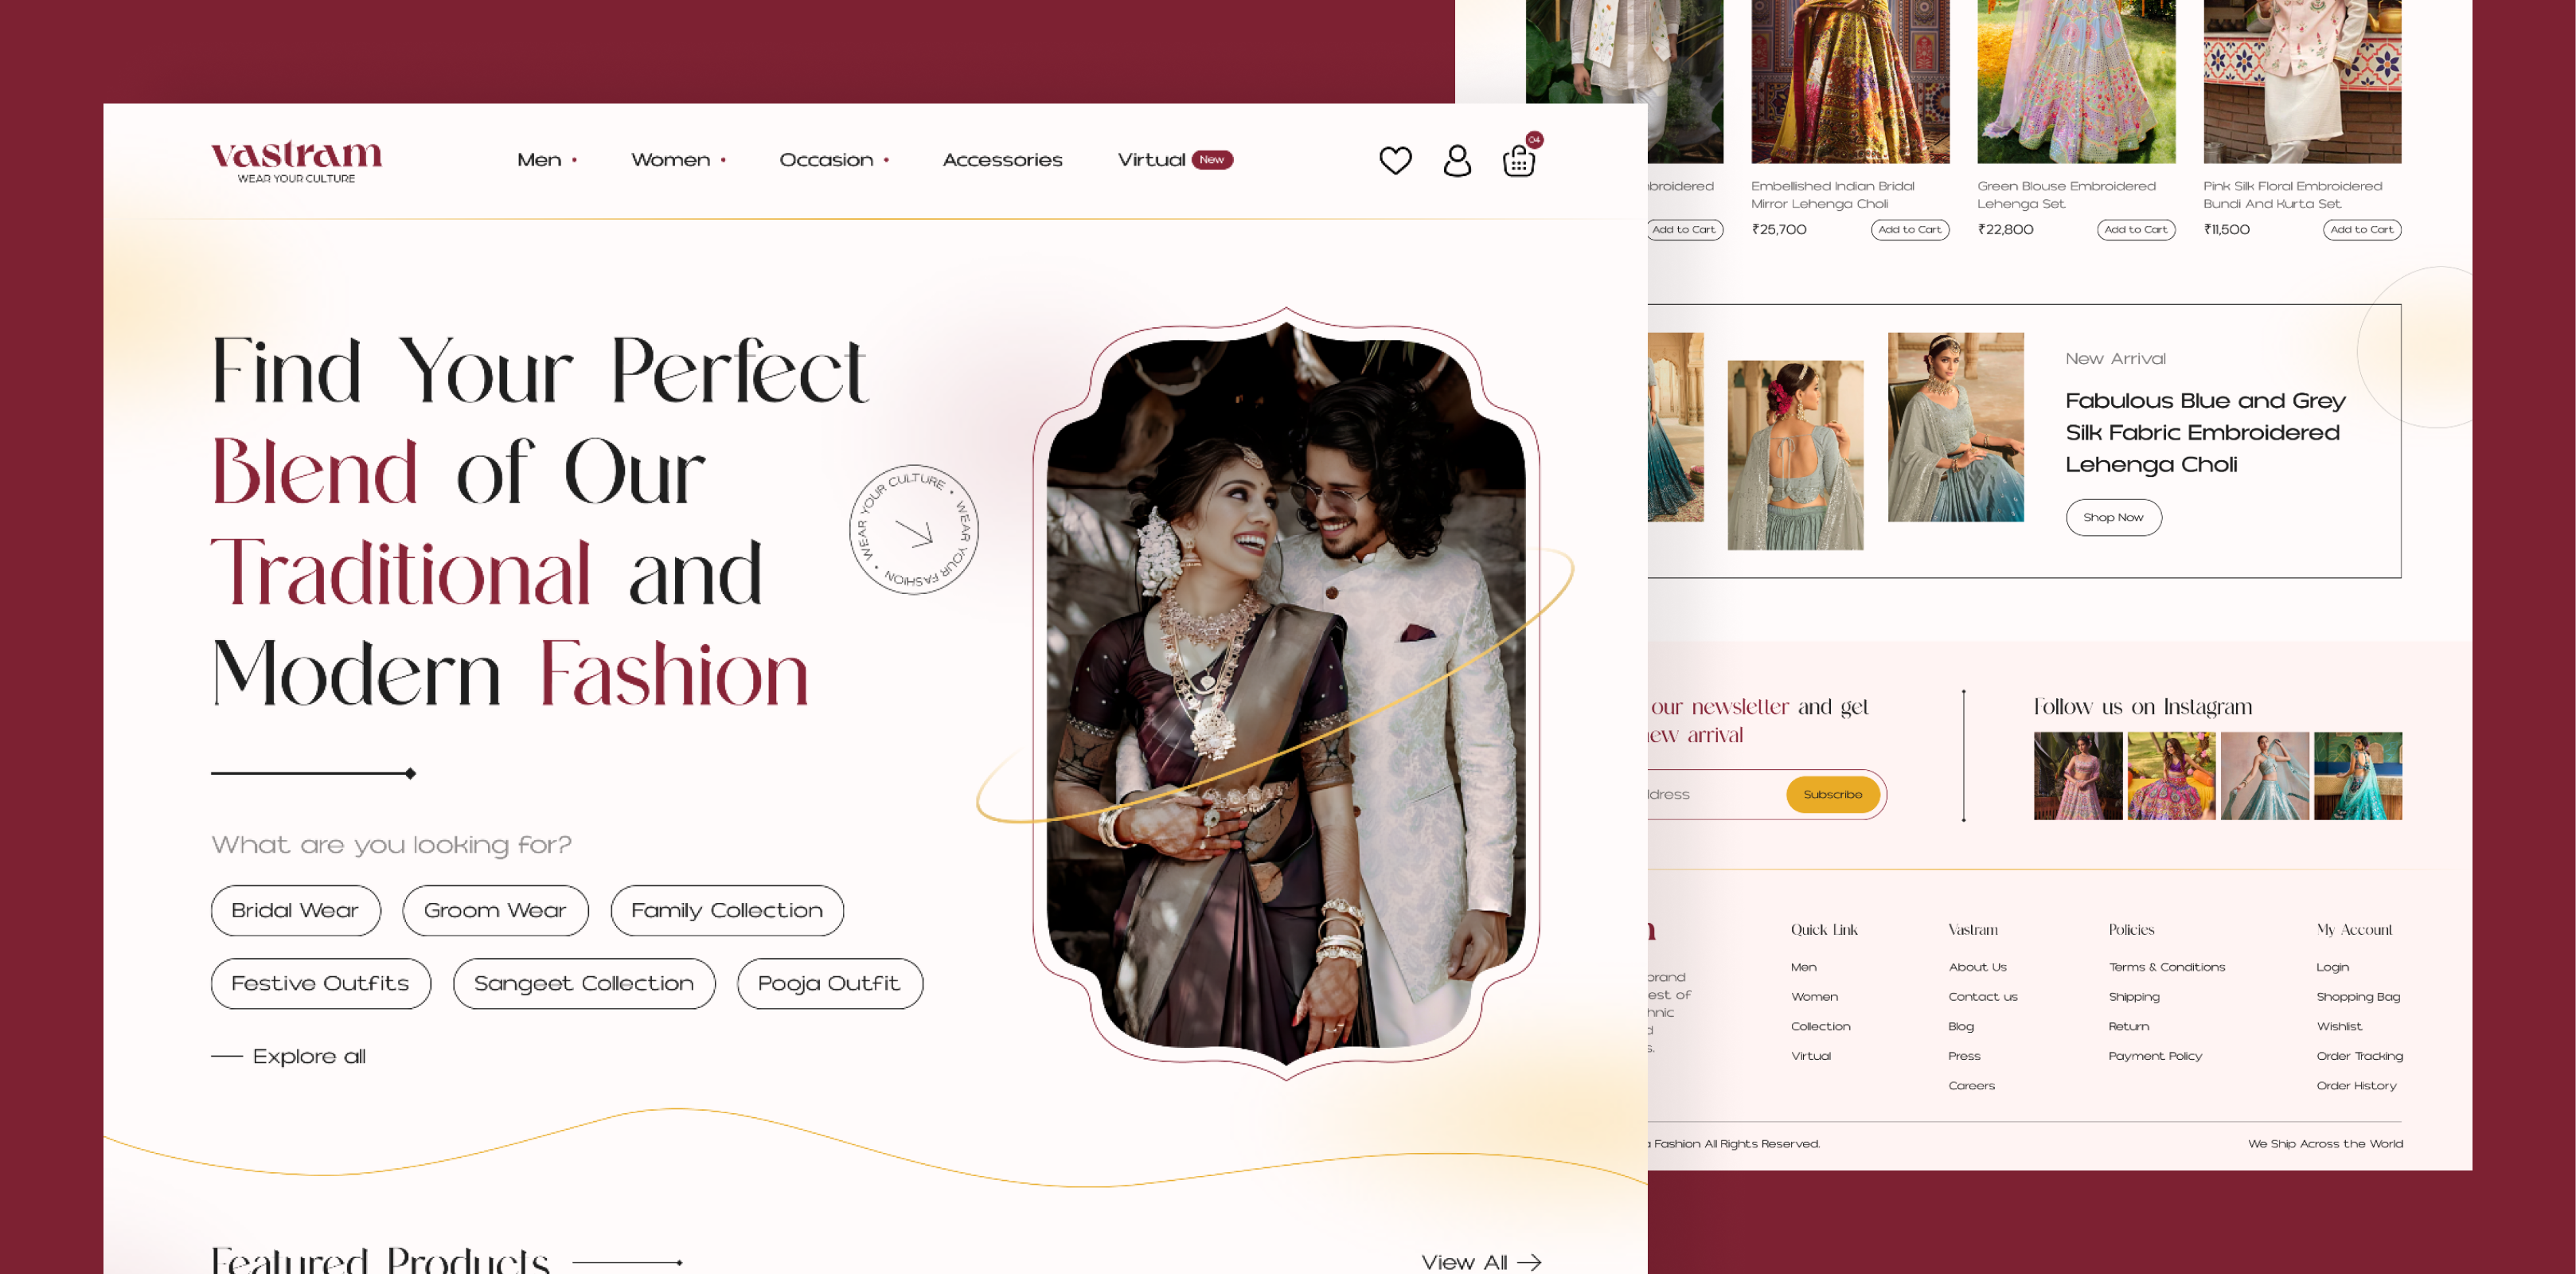 vastram
WEAR YOUR CULTURE
Men
Women
Occasion
Accessories
Virtual New
04
Find Your Perfect
Blend of Our
Traditional and
Modern Fashion
WEAR YOUR CULTURE • WEAR YOUR FASHION •
What are you looking for?
Bridal Wear
Groom Wear
Family Collection
Festive Outfits
Sangeet Collection
Pooja Outfit
Explore all
Featured Products
View All
Add to Cart
Embellished Indian Bridal
Mirror Lehenga Choli
₹25,700
Add to Cart
Green Blouse Embroidered
Lehenga Set
₹22,800
Add to Cart
Pink Silk Floral Embroidered
Bundi And Kurta Set
₹11,500
Add to Cart
New Arrival
Fabulous Blue and Grey
Silk Fabric Embroidered
Lehenga Choli
Shop Now
our newsletter and get
arrival
Subscribe
Follow us on Instagram
of
Quick Link
Men
Women
Collection
Virtual
Vastram
About Us
Contact us
Blog
Press
Careers
Policies
Terms & Conditions
Shipping
Return
Payment Policy
My Account
Login
Shopping Bag
Wishlist
Order Tracking
Order History
Fashion All Rights Reserved.
We Ship Across the World